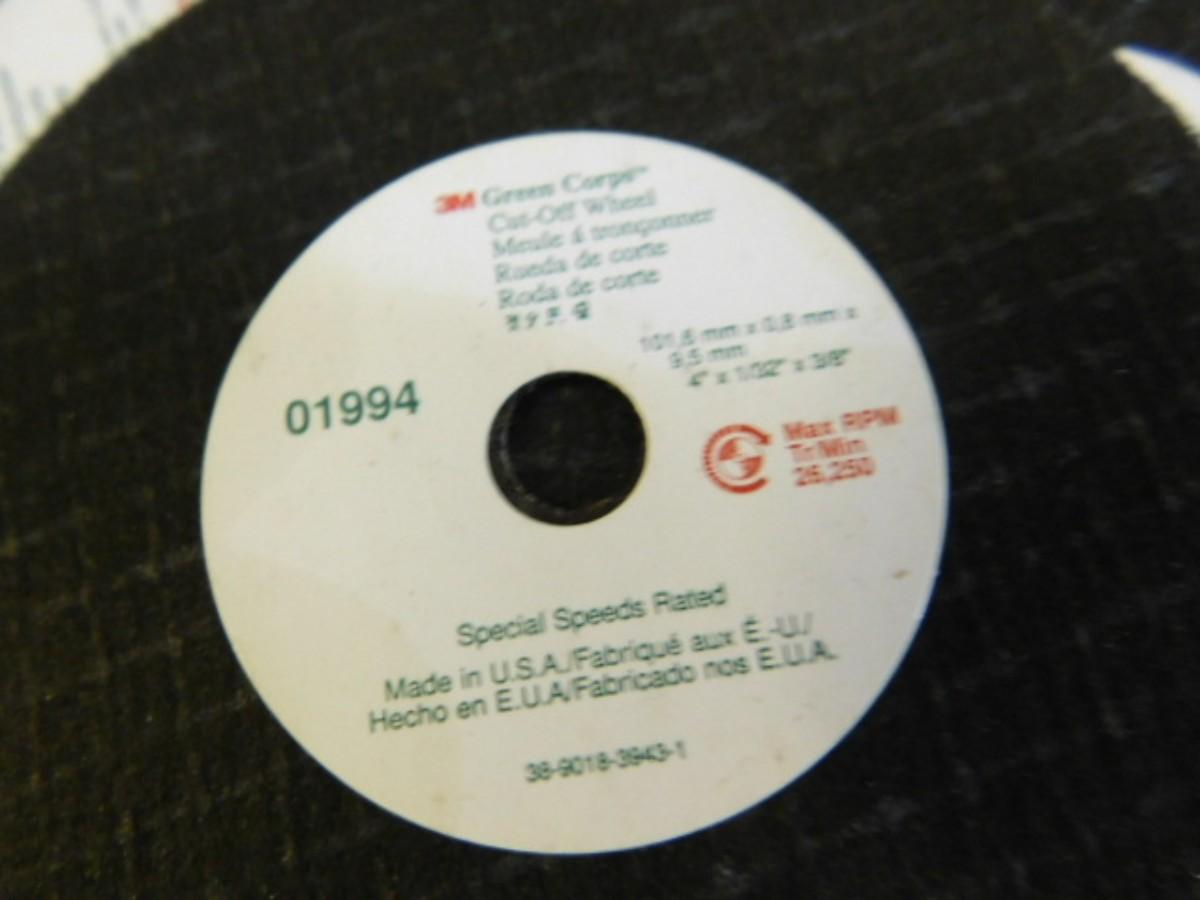 3M Green Corps™
Cut-Off Wheel
Meule á tronçonner
Rueda de corte
Roda de corte
101,6 mm x 0,8 mm x
9,5 mm
4" x 1/32" x 3/8"
01994
Max RPM
Tr/Min
25,250
Special Speeds Rated
Made in U.S.A./Fabriqué aux É.-U./
Hecho en E.U.A/Fabricado nos E.U.A.
38-9018-3943-1